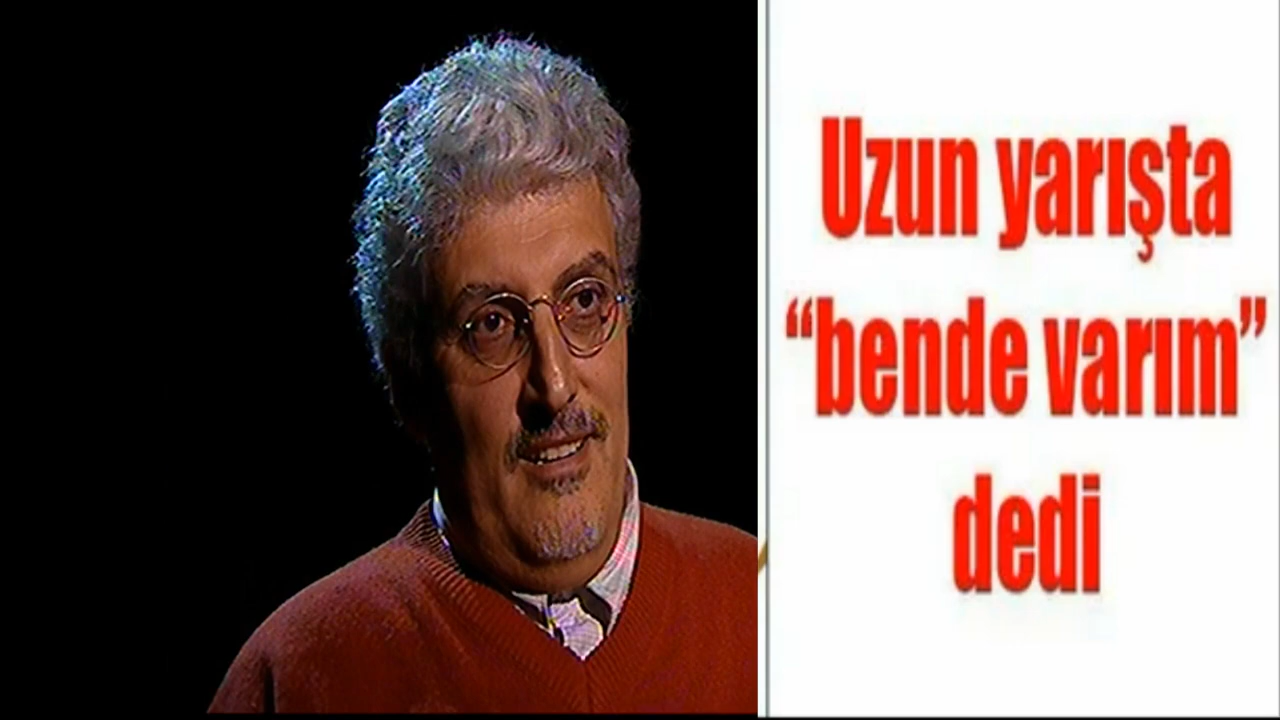 Uzun yarışta
“bende varım”
dedi